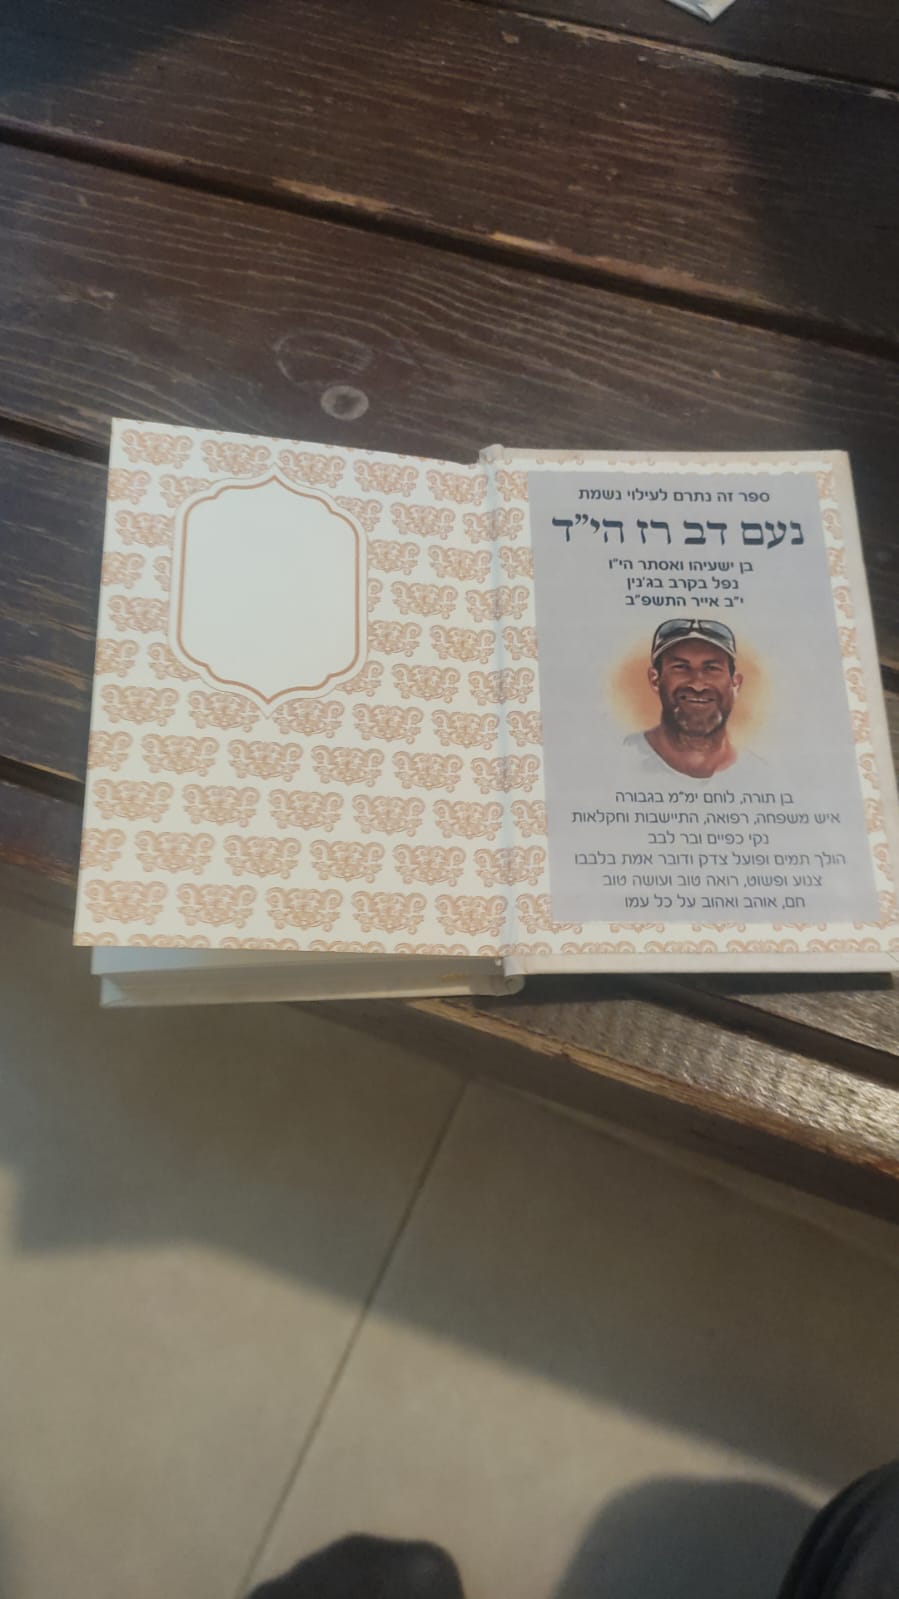 ספר זה נתרם לעילוי נשמת
נעם דב רז הי״ד
בן ישעיהו ואסתר הי״ו
נפל בקרב בג׳נין
י״ב אייר התשפ״ב
בן תורה, לוחם ימ״מ בגבורה
איש משפחה, רפואה, התיישבות וחקלאות
נקי כפיים ובר לבב
הולך תמים ופועל צדק ודובר אמת בלבבו
צנוע ופשוט, רואה טוב ועושה טוב
חם, אוהב ואהוב על כל עמו